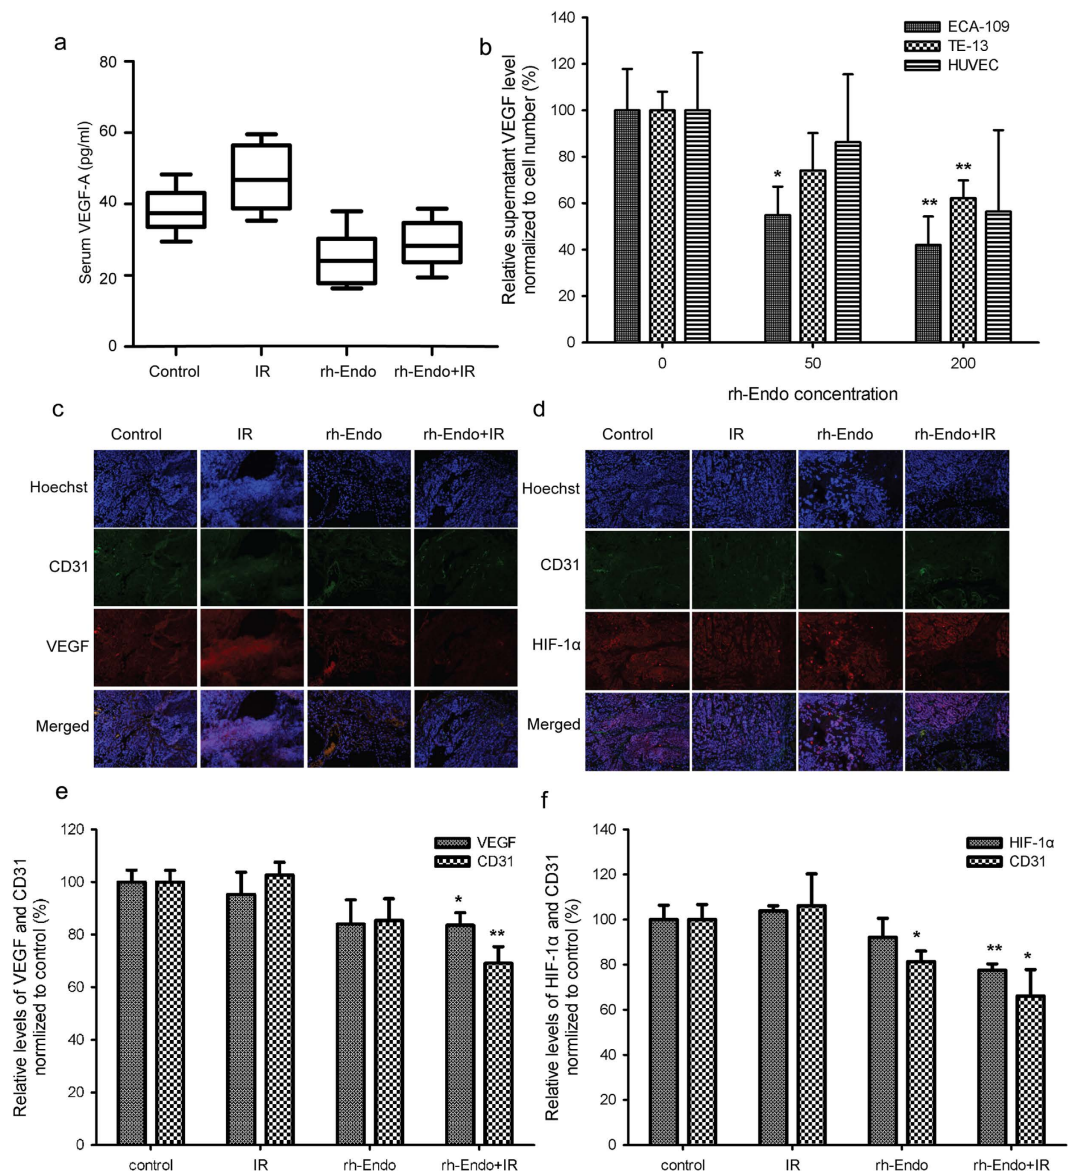 a
80
60
40
20
0
Serum VEGF-A (pg/ml)
Control IR rh-Endo rh-Endo+IR
b
140
120
100
80
60
40
20
0
Relative supernatant VEGF level
normalized to cell number (%)
ECA-109
TE-13
HUVEC
*
**
**
0 50 200
rh-Endo concentration
c
Control IR rh-Endo rh-Endo+IR
Hoechst
CD31
VEGF
Merged
d
Control IR rh-Endo rh-Endo+IR
Hoechst
CD31
HIF-1α
Merged
e
120
100
80
60
40
20
0
Relative levels of VEGF and CD31
normlized to control (%)
VEGF
CD31
*
**
control IR rh-Endo rh-Endo+IR
f
140
120
100
80
60
40
20
0
Relative levels of HIF-1α and CD31
normlized to control (%)
HIF-1α
CD31
*
**
*
control IR rh-Endo rh-Endo+IR